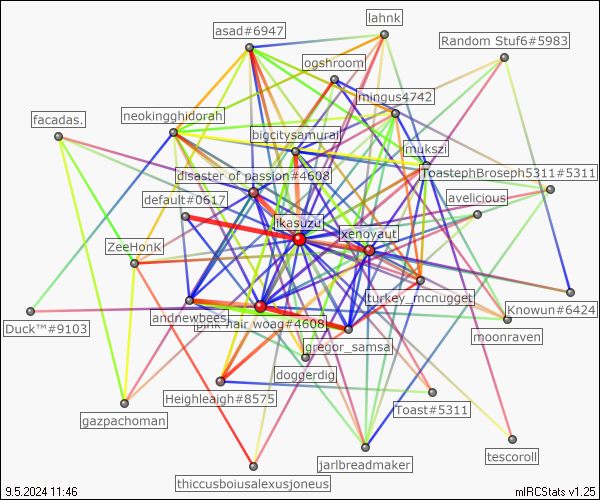 lahnk
asad#6947
Random Stuf6#5983
ogshroom
mingus4742
neokingghidorah
facadas.
bigcitysamurai
mukszi
disaster of passion#4608
ToastephBroseph5311#5311
default#0617
avelicious
ikasuzu
xenoyaut
ZeeHonK
turkey_mcnugget
Knowun#6424
andnewbees
pink hair woag#4608
Duck™#9103
moonraven
gregor_samsa
doggerdig
Heighleaigh#8575
Toast#5311
gazpachoman
jarlbreadmaker
tescoroll
thiccusboiusalexusjoneus
9.5.2024 11:46
mIRCStats v1.25